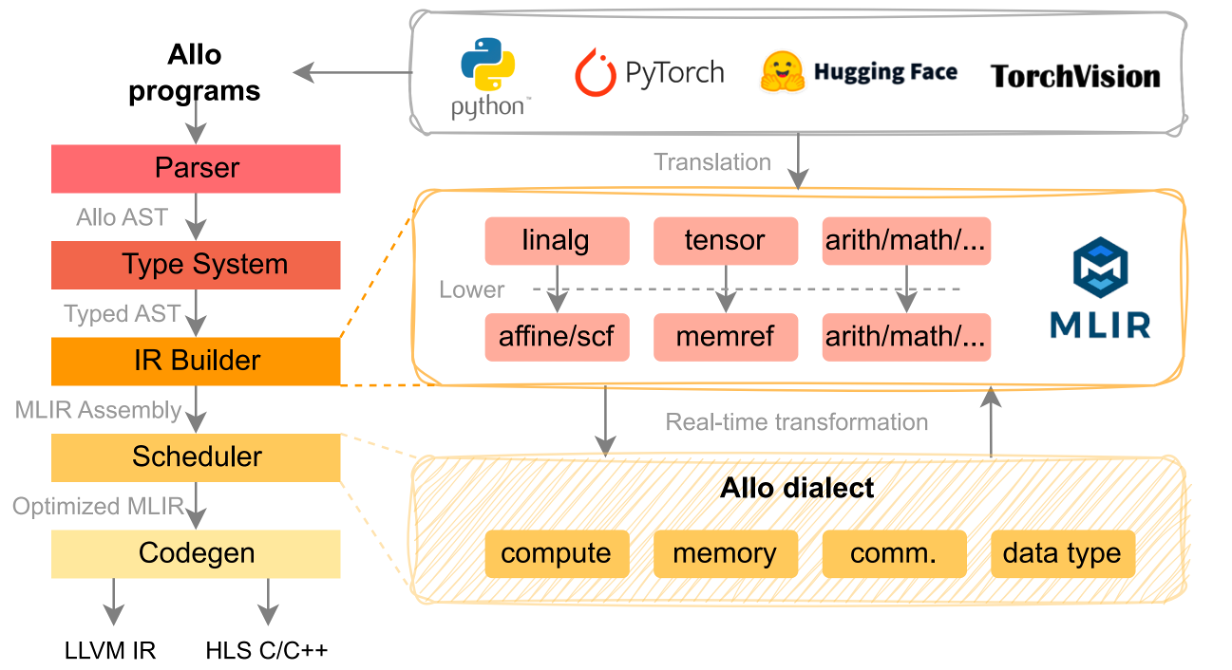 Allo
programs
python™
PyTorch
Hugging Face
TorchVision
Parser
Allo AST
Type System
Typed AST
IR Builder
MLIR Assembly
Scheduler
Optimized MLIR
Codegen
LLVM IR
HLS C/C++
Translation
linalg
tensor
arith/math/...
Lower
affine/scf
memref
arith/math/...
MLIR
Real-time transformation
Allo dialect
compute
memory
comm.
data type